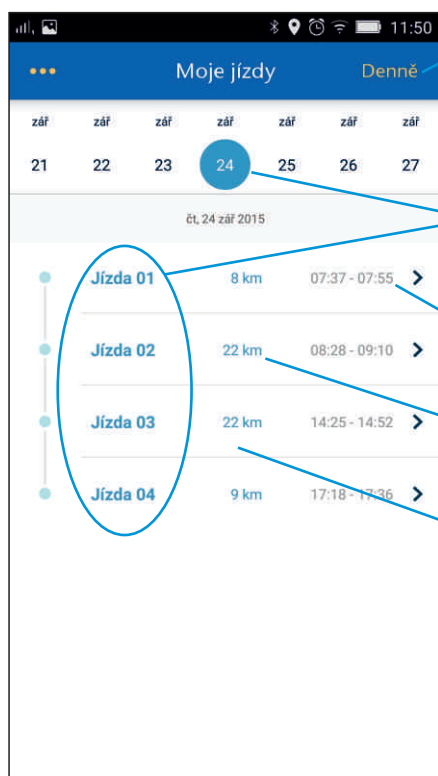 11:50
••• Moje jízdy Denně
zář zář zář zář zář zář zář
21 22 23 24 25 26 27
čt, 24 zář 2015
Jízda 01 8 km 07:37 - 07:55
Jízda 02 22 km 08:28 - 09:10
Jízda 03 22 km 14:25 - 14:52
Jízda 04 9 km 17:18 - 17:36